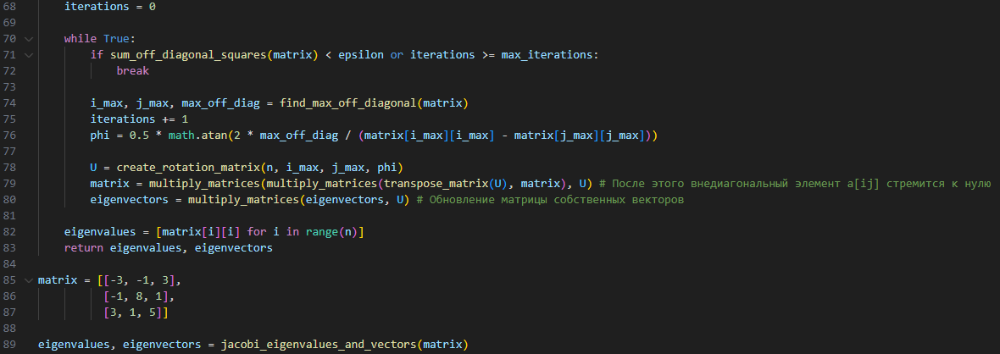 68 iterations = 0
69
70 while True:
71 if sum_off_diagonal_squares(matrix) < epsilon or iterations >= max_iterations:
72 break
73
74 i_max, j_max, max_off_diag = find_max_off_diagonal(matrix)
75 iterations += 1
76 phi = 0.5 * math.atan(2 * max_off_diag / (matrix[i_max][i_max] - matrix[j_max][j_max]))
77
78 U = create_rotation_matrix(n, i_max, j_max, phi)
79 matrix = multiply_matrices(multiply_matrices(transpose_matrix(U), matrix), U) # После этого внедиагональный элемент a[ij] стремится к нулю
80 eigenvectors = multiply_matrices(eigenvectors, U) # Обновление матрицы собственных векторов
81
82 eigenvalues = [matrix[i][i] for i in range(n)]
83 return eigenvalues, eigenvectors
84
85 matrix = [[-3, -1, 3],
86 [-1, 8, 1],
87 [3, 1, 5]]
88
89 eigenvalues, eigenvectors = jacobi_eigenvalues_and_vectors(matrix)